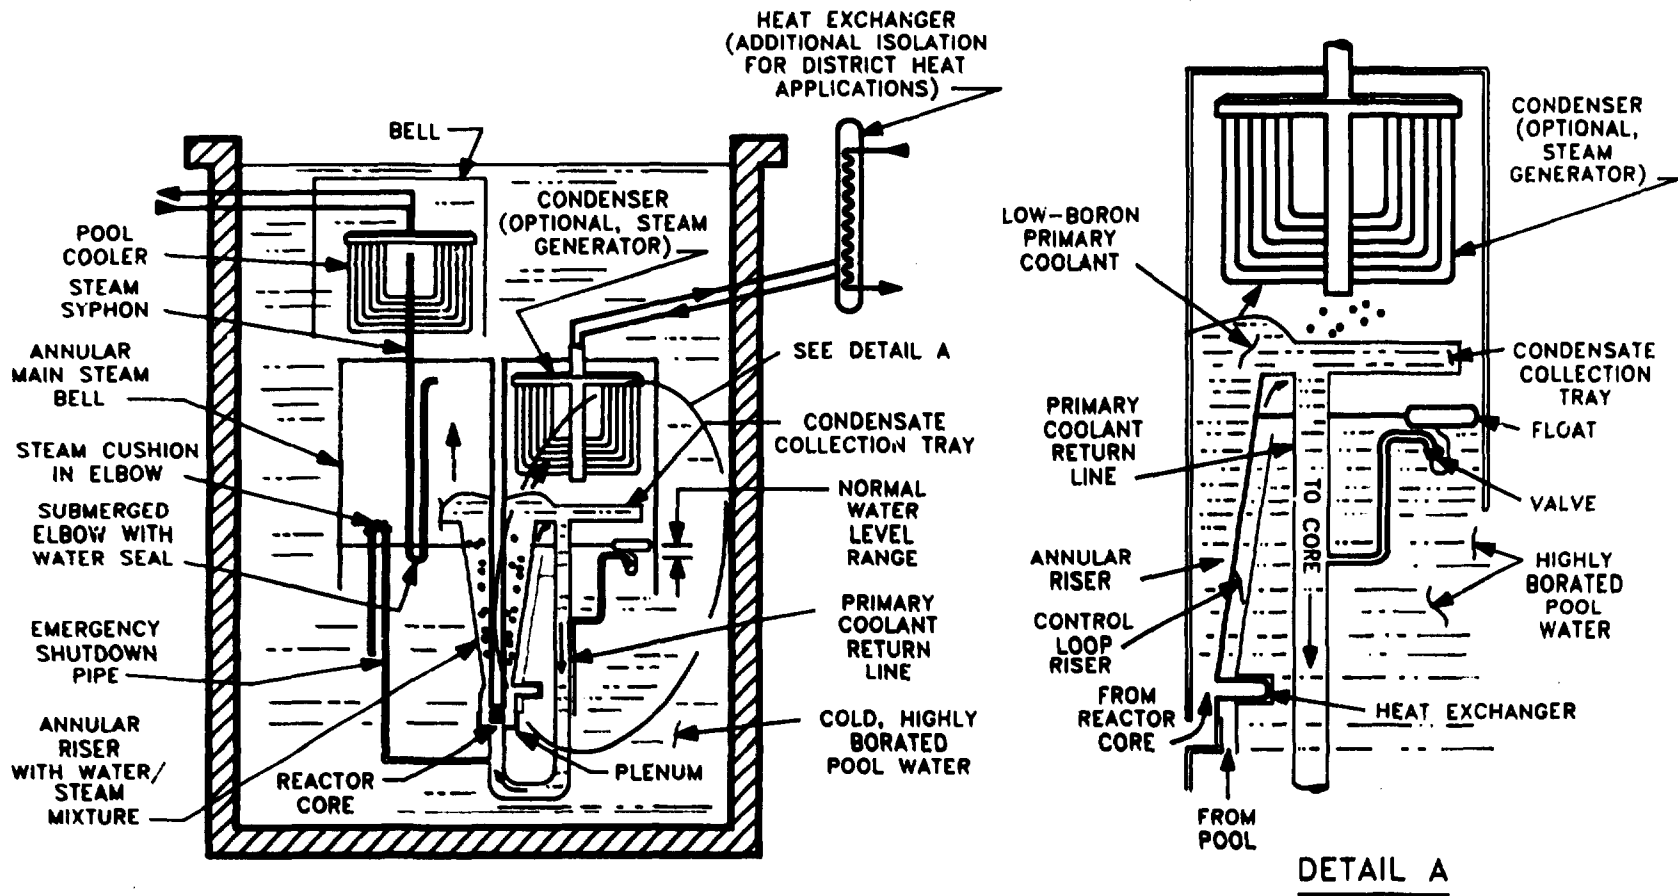 HEAT EXCHANGER
(ADDITIONAL ISOLATION
FOR DISTRICT HEAT
APPLICATIONS)
BELL
CONDENSER
(OPTIONAL, STEAM
GENERATOR)
POOL
COOLER
STEAM
SYPHON
ANNULAR
MAIN STEAM
BELL
STEAM CUSHION
IN ELBOW
SUBMERGED
ELBOW WITH
WATER SEAL
EMERGENCY
SHUTDOWN
PIPE
ANNULAR
RISER
WITH WATER/
STEAM
MIXTURE
REACTOR
CORE
PLENUM
SEE DETAIL A
CONDENSATE
COLLECTION TRAY
NORMAL
WATER
LEVEL
RANGE
PRIMARY
COOLANT
RETURN
LINE
COLD, HIGHLY
BORATED
POOL WATER
CONDENSER
(OPTIONAL,
STEAM
GENERATOR)
LOW-BORON
PRIMARY
COOLANT
CONDENSATE
COLLECTION
TRAY
PRIMARY
COOLANT
RETURN
LINE
FLOAT
VALVE
TO CORE
ANNULAR
RISER
HIGHLY
BORATED
POOL
WATER
CONTROL
LOOP
RISER
FROM
REACTOR
CORE
HEAT EXCHANGER
FROM
POOL
DETAIL A